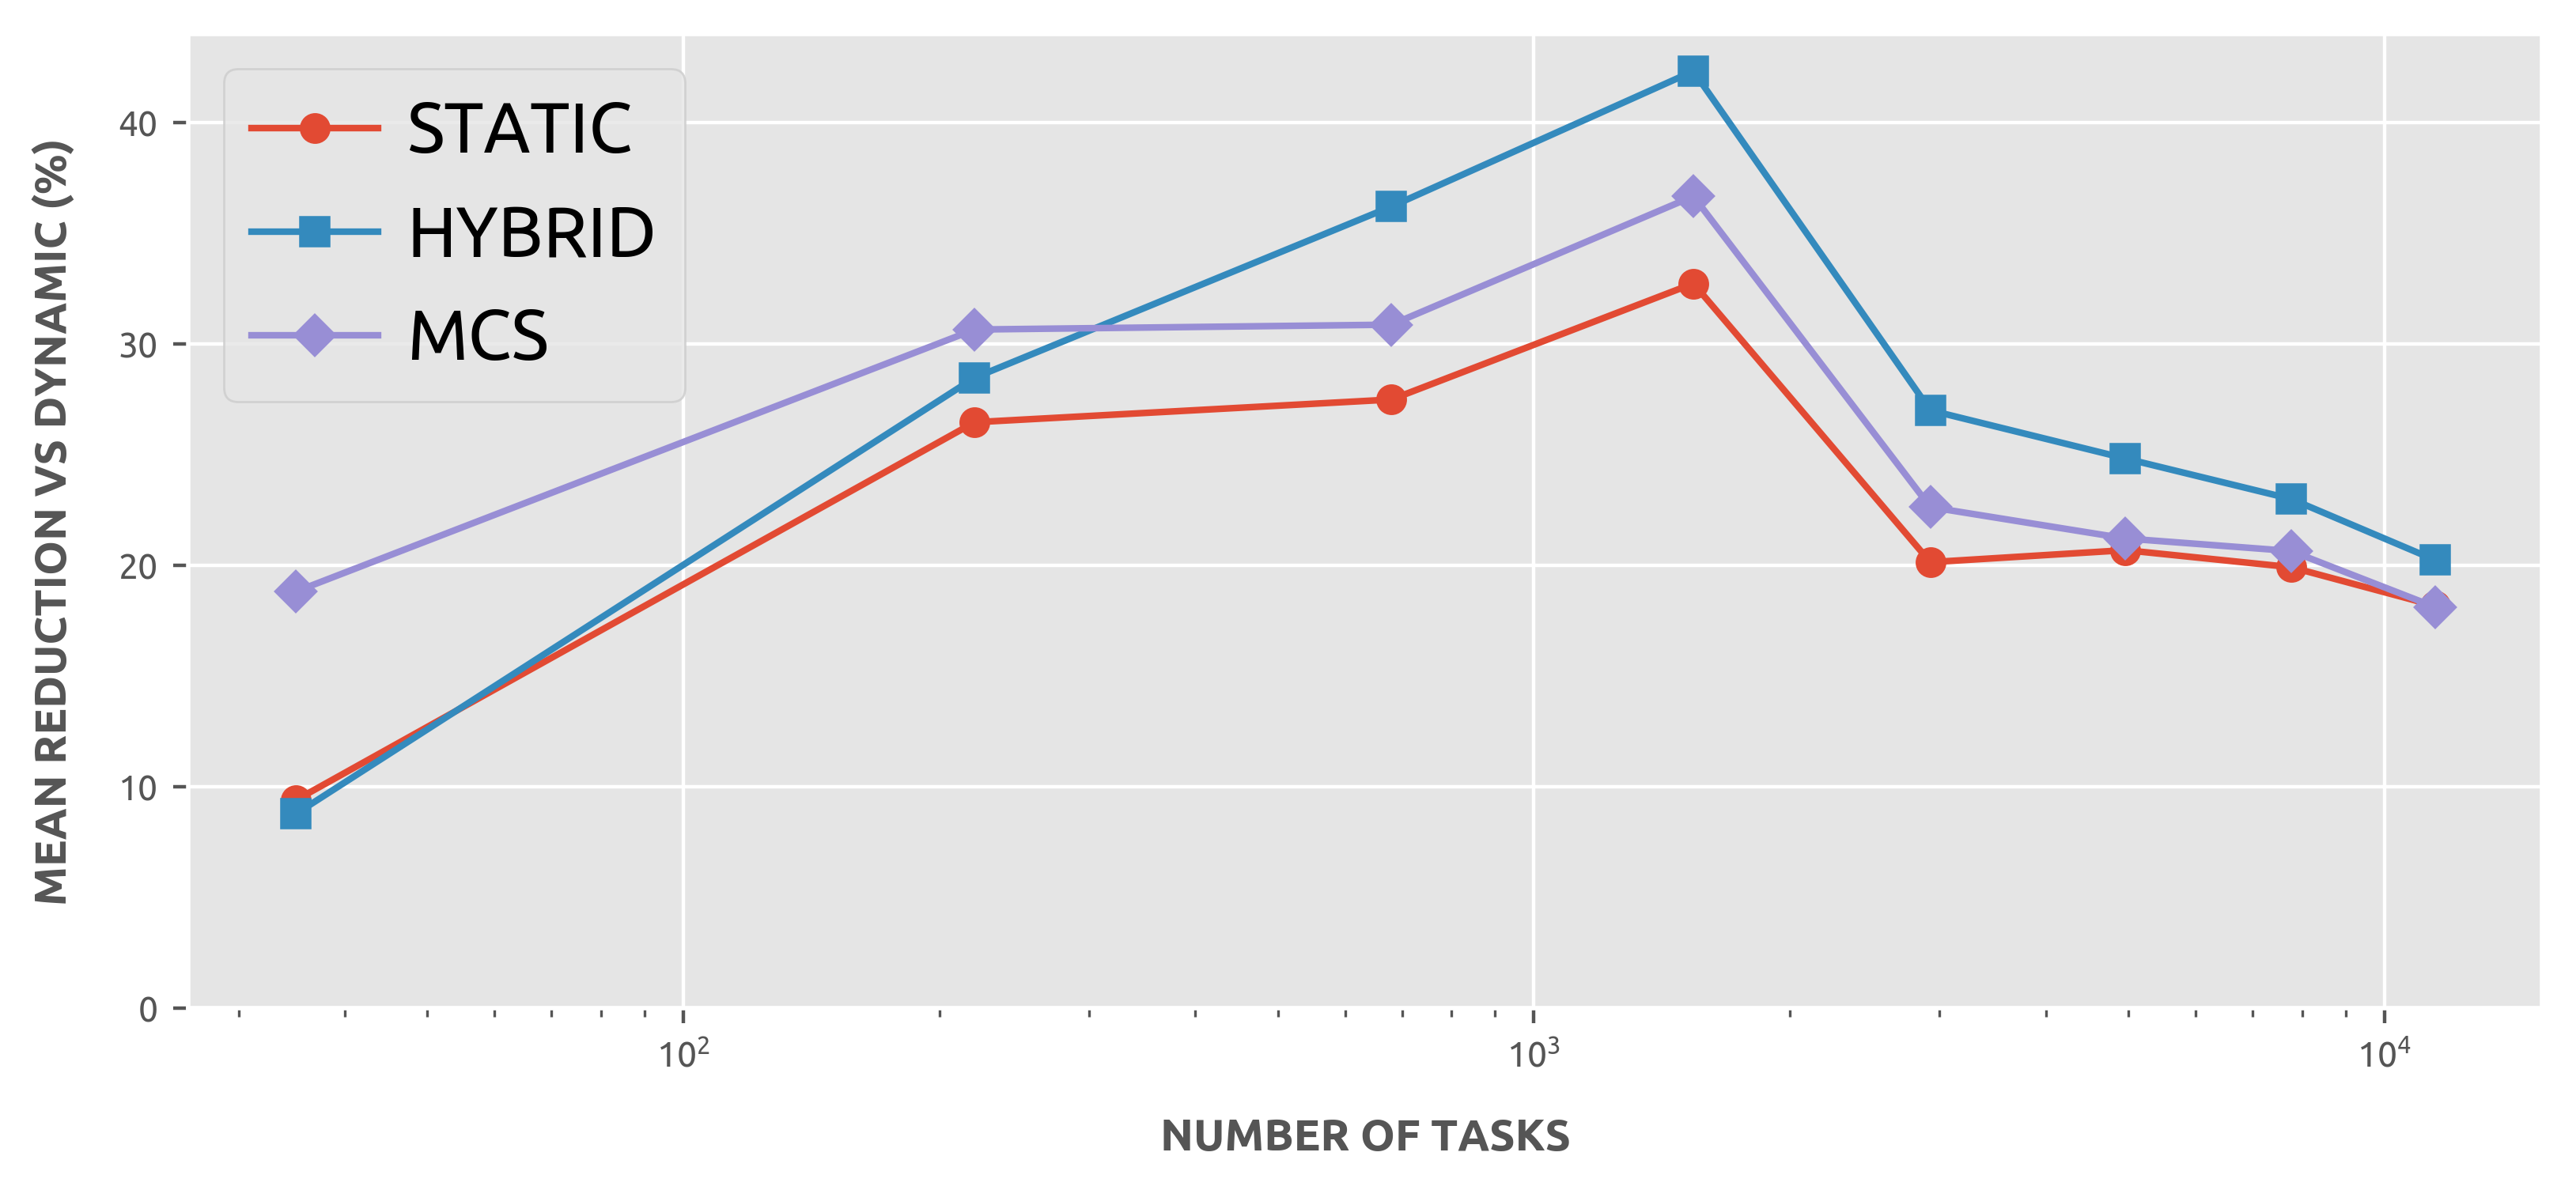 MEAN REDUCTION VS DYNAMIC (%)
40
30
20
10
0
STATIC
HYBRID
MCS
10²
10³
10⁴
NUMBER OF TASKS